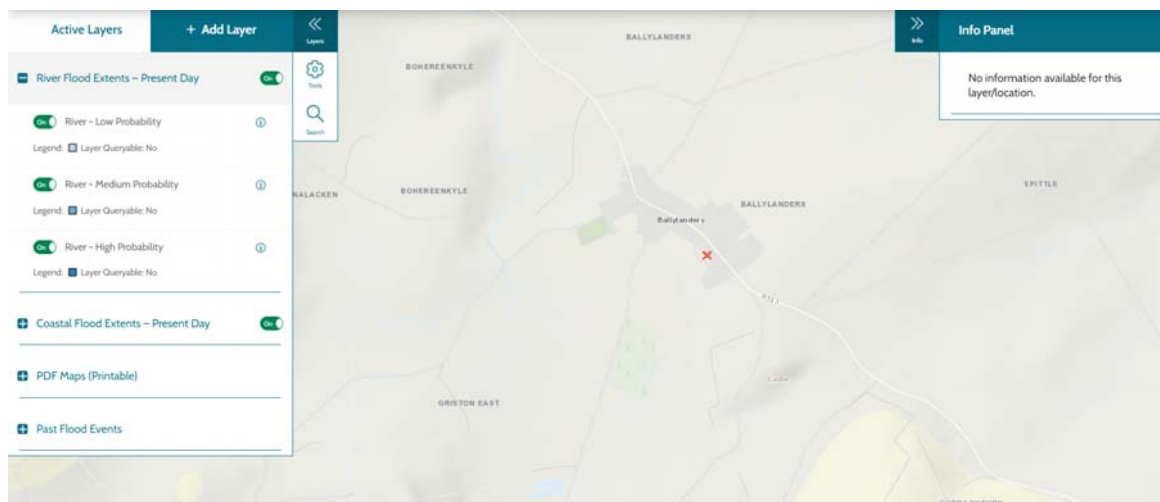 Active Layers
+ Add Layer
Layers
River Flood Extents – Present Day
On
River - Low Probability
On
Legend: Layer Queryable: No
River - Medium Probability
On
Legend: Layer Queryable: No
River - High Probability
On
Legend: Layer Queryable: No
Coastal Flood Extents – Present Day
On
PDF Maps (Printable)
Past Flood Events
Tools
Search
Info
Info Panel
No information available for this
layer/location.
BALLYLANDERS
BOHEREENKYLE
NALACKEN
BOHEREENKYLE
SPITTLE
BALLYLANDERS
Ballylanders
R513
GRISTON EAST